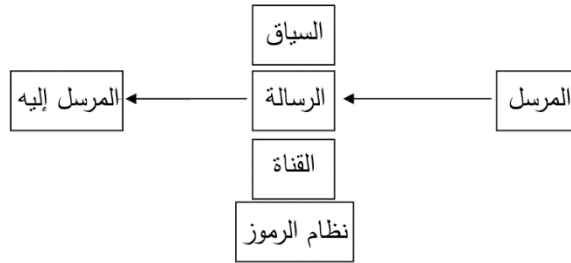 السياق
المرسل
الرسالة
المرسل إليه
القناة
نظام الرموز